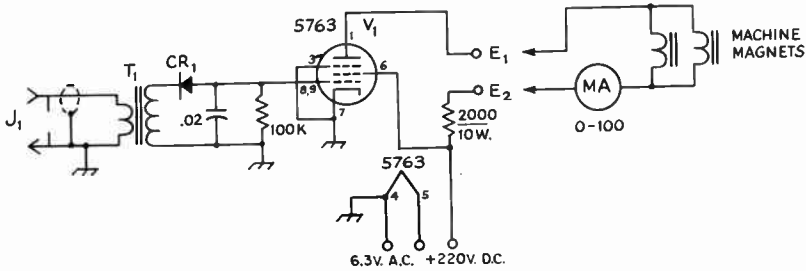 5763
V1
T1
CR1
1
3
6
8,9
7
E1
E2
MA
0-100
MACHINE
MAGNETS
J1
.02
100K
2000
10W.
5763
4
5
6.3V. A.C.
+220V. D.C.